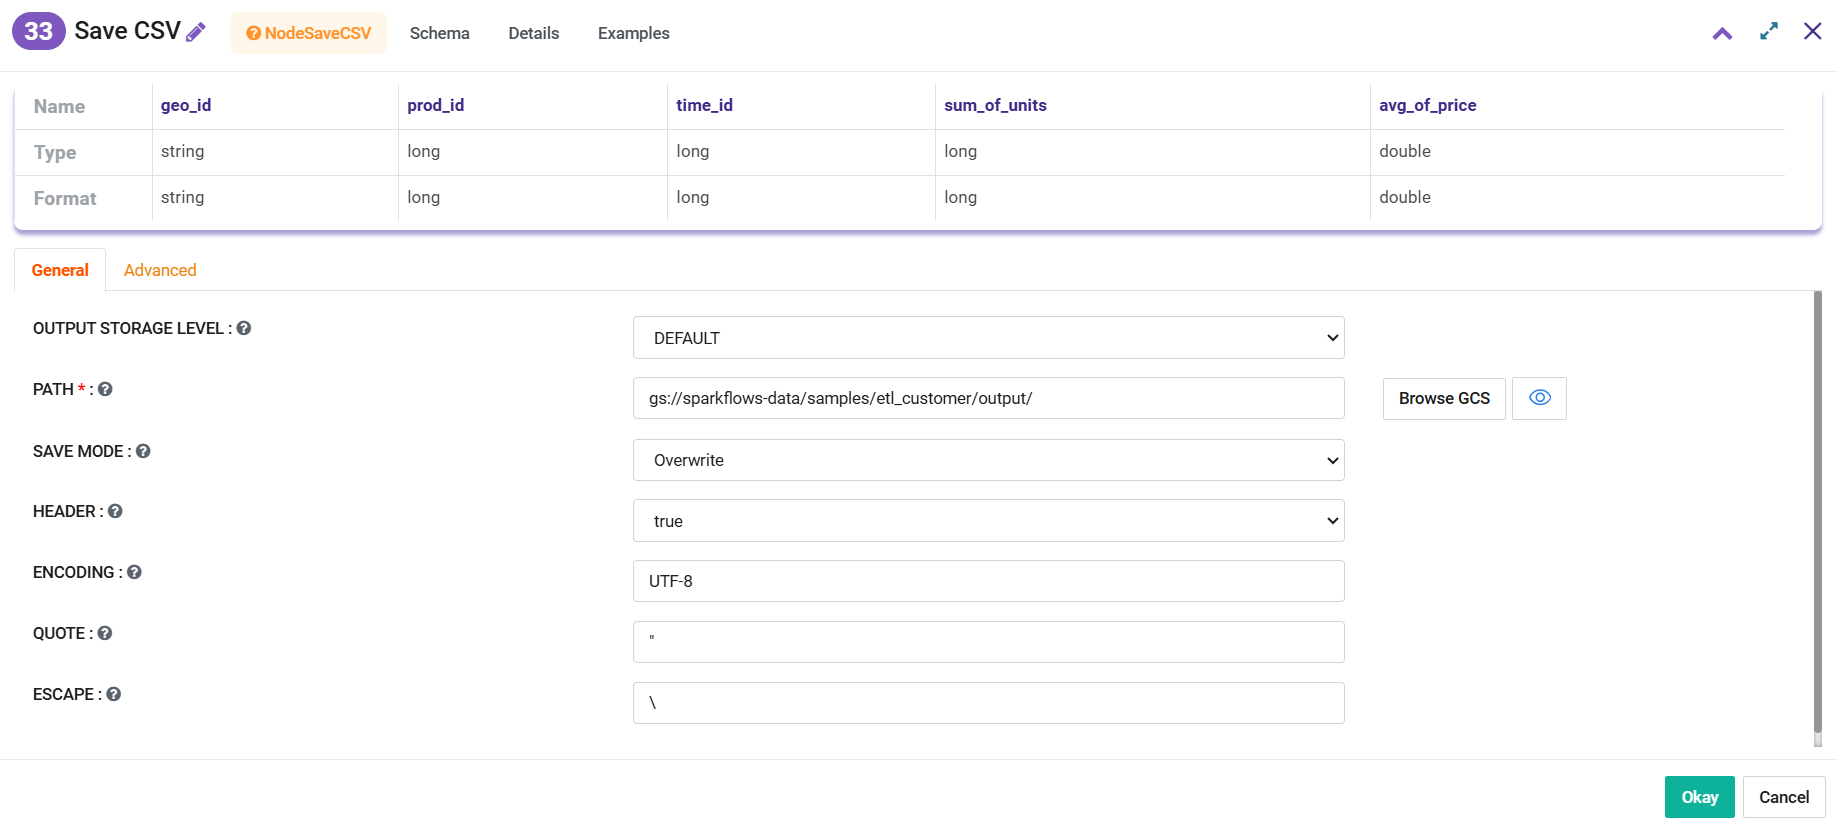 33 Save CSV NodeSaveCSV Schema Details Examples
Name geo_id prod_id time_id sum_of_units avg_of_price
Type string long long long double
Format string long long long double
General Advanced
OUTPUT STORAGE LEVEL : DEFAULT
PATH * : gs://sparkflows-data/samples/etl_customer/output/ Browse GCS
SAVE MODE : Overwrite
HEADER : true
ENCODING : UTF-8
QUOTE : "
ESCAPE : \
Okay Cancel